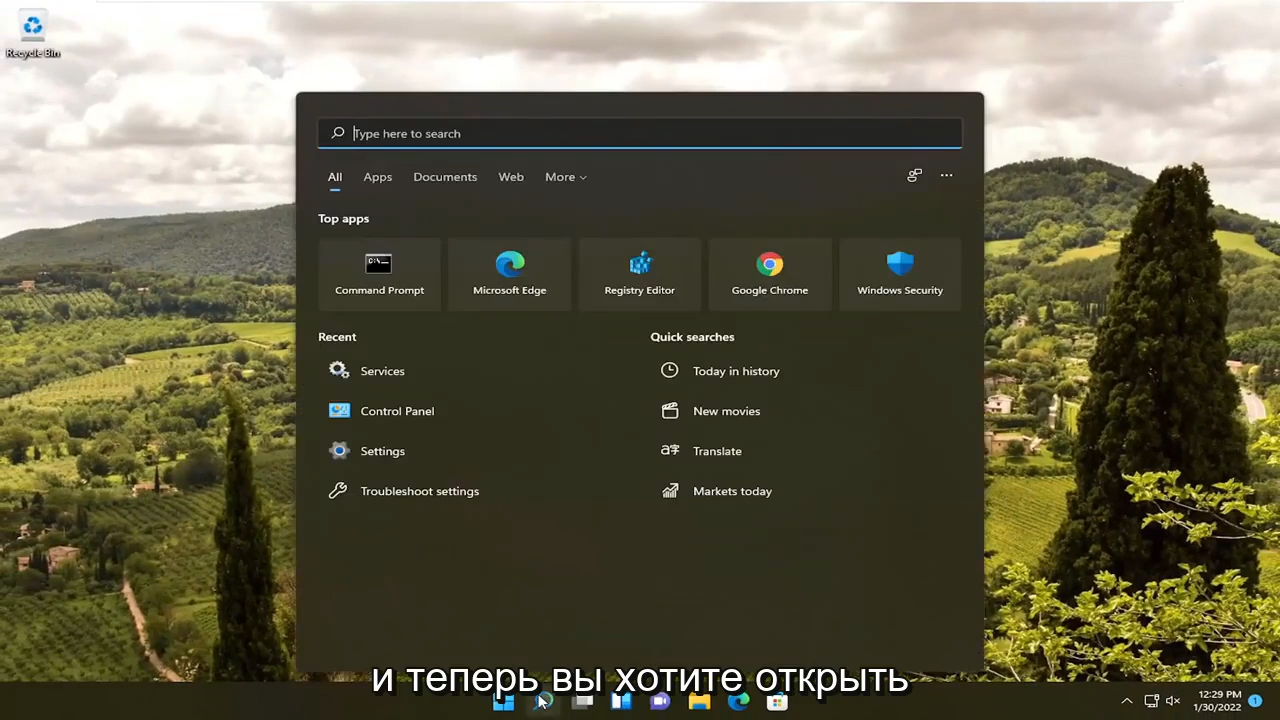 Recycle Bin
Type here to search
All Apps Documents Web More
Top apps
Command Prompt Microsoft Edge Registry Editor Google Chrome Windows Security
Recent Quick searches
Services Today in history
Control Panel New movies
Settings Translate
Troubleshoot settings Markets today
и теперь вы хотите открыть
12:29 PM
1/30/2022
1